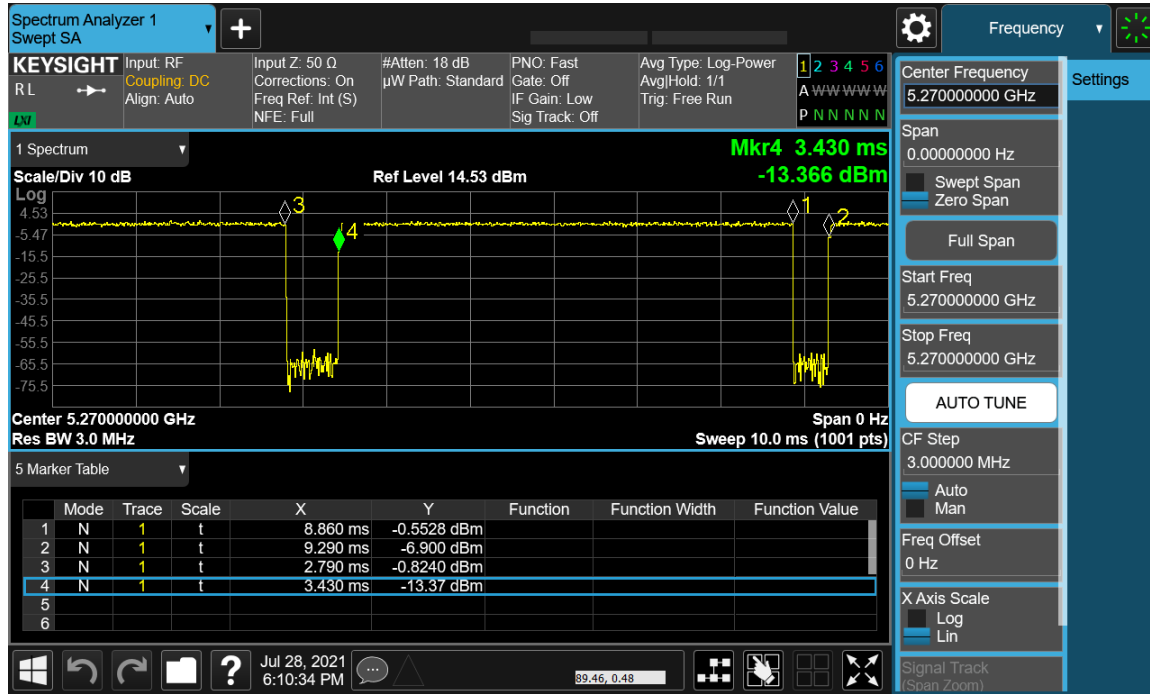 Spectrum Analyzer 1
Swept SA
Frequency
KEYSIGHT
R L
LXI
Input: RF
Coupling: DC
Align: Auto
Input Z: 50 Ω
Corrections: On
Freq Ref: Int (S)
NFE: Full
#Atten: 18 dB
µW Path: Standard
PNO: Fast
Gate: Off
IF Gain: Low
Sig Track: Off
Avg Type: Log-Power
Avg|Hold: 1/1
Trig: Free Run
1 2 3 4 5 6
A W W W W W
P N N N N N
1 Spectrum
Mkr4 3.430 ms
-13.366 dBm
Scale/Div 10 dB
Ref Level 14.53 dBm
Log
4.53
-5.47
-15.5
-25.5
-35.5
-45.5
-55.5
-65.5
-75.5
3
4
1
2
Center 5.270000000 GHz
Span 0 Hz
Res BW 3.0 MHz
Sweep 10.0 ms (1001 pts)
5 Marker Table
Mode Trace Scale X Y Function Function Width Function Value
1 N 1 t 8.860 ms -0.5528 dBm
2 N 1 t 9.290 ms -6.900 dBm
3 N 1 t 2.790 ms -0.8240 dBm
4 N 1 t 3.430 ms -13.37 dBm
5
6
Center Frequency
5.270000000 GHz
Settings
Span
0.00000000 Hz
Swept Span
Zero Span
Full Span
Start Freq
5.270000000 GHz
Stop Freq
5.270000000 GHz
AUTO TUNE
CF Step
3.000000 MHz
Auto
Man
Freq Offset
0 Hz
X Axis Scale
Log
Lin
Signal Track
(Span Zoom)
?
Jul 28, 2021
6:10:34 PM
89.46, 0.48